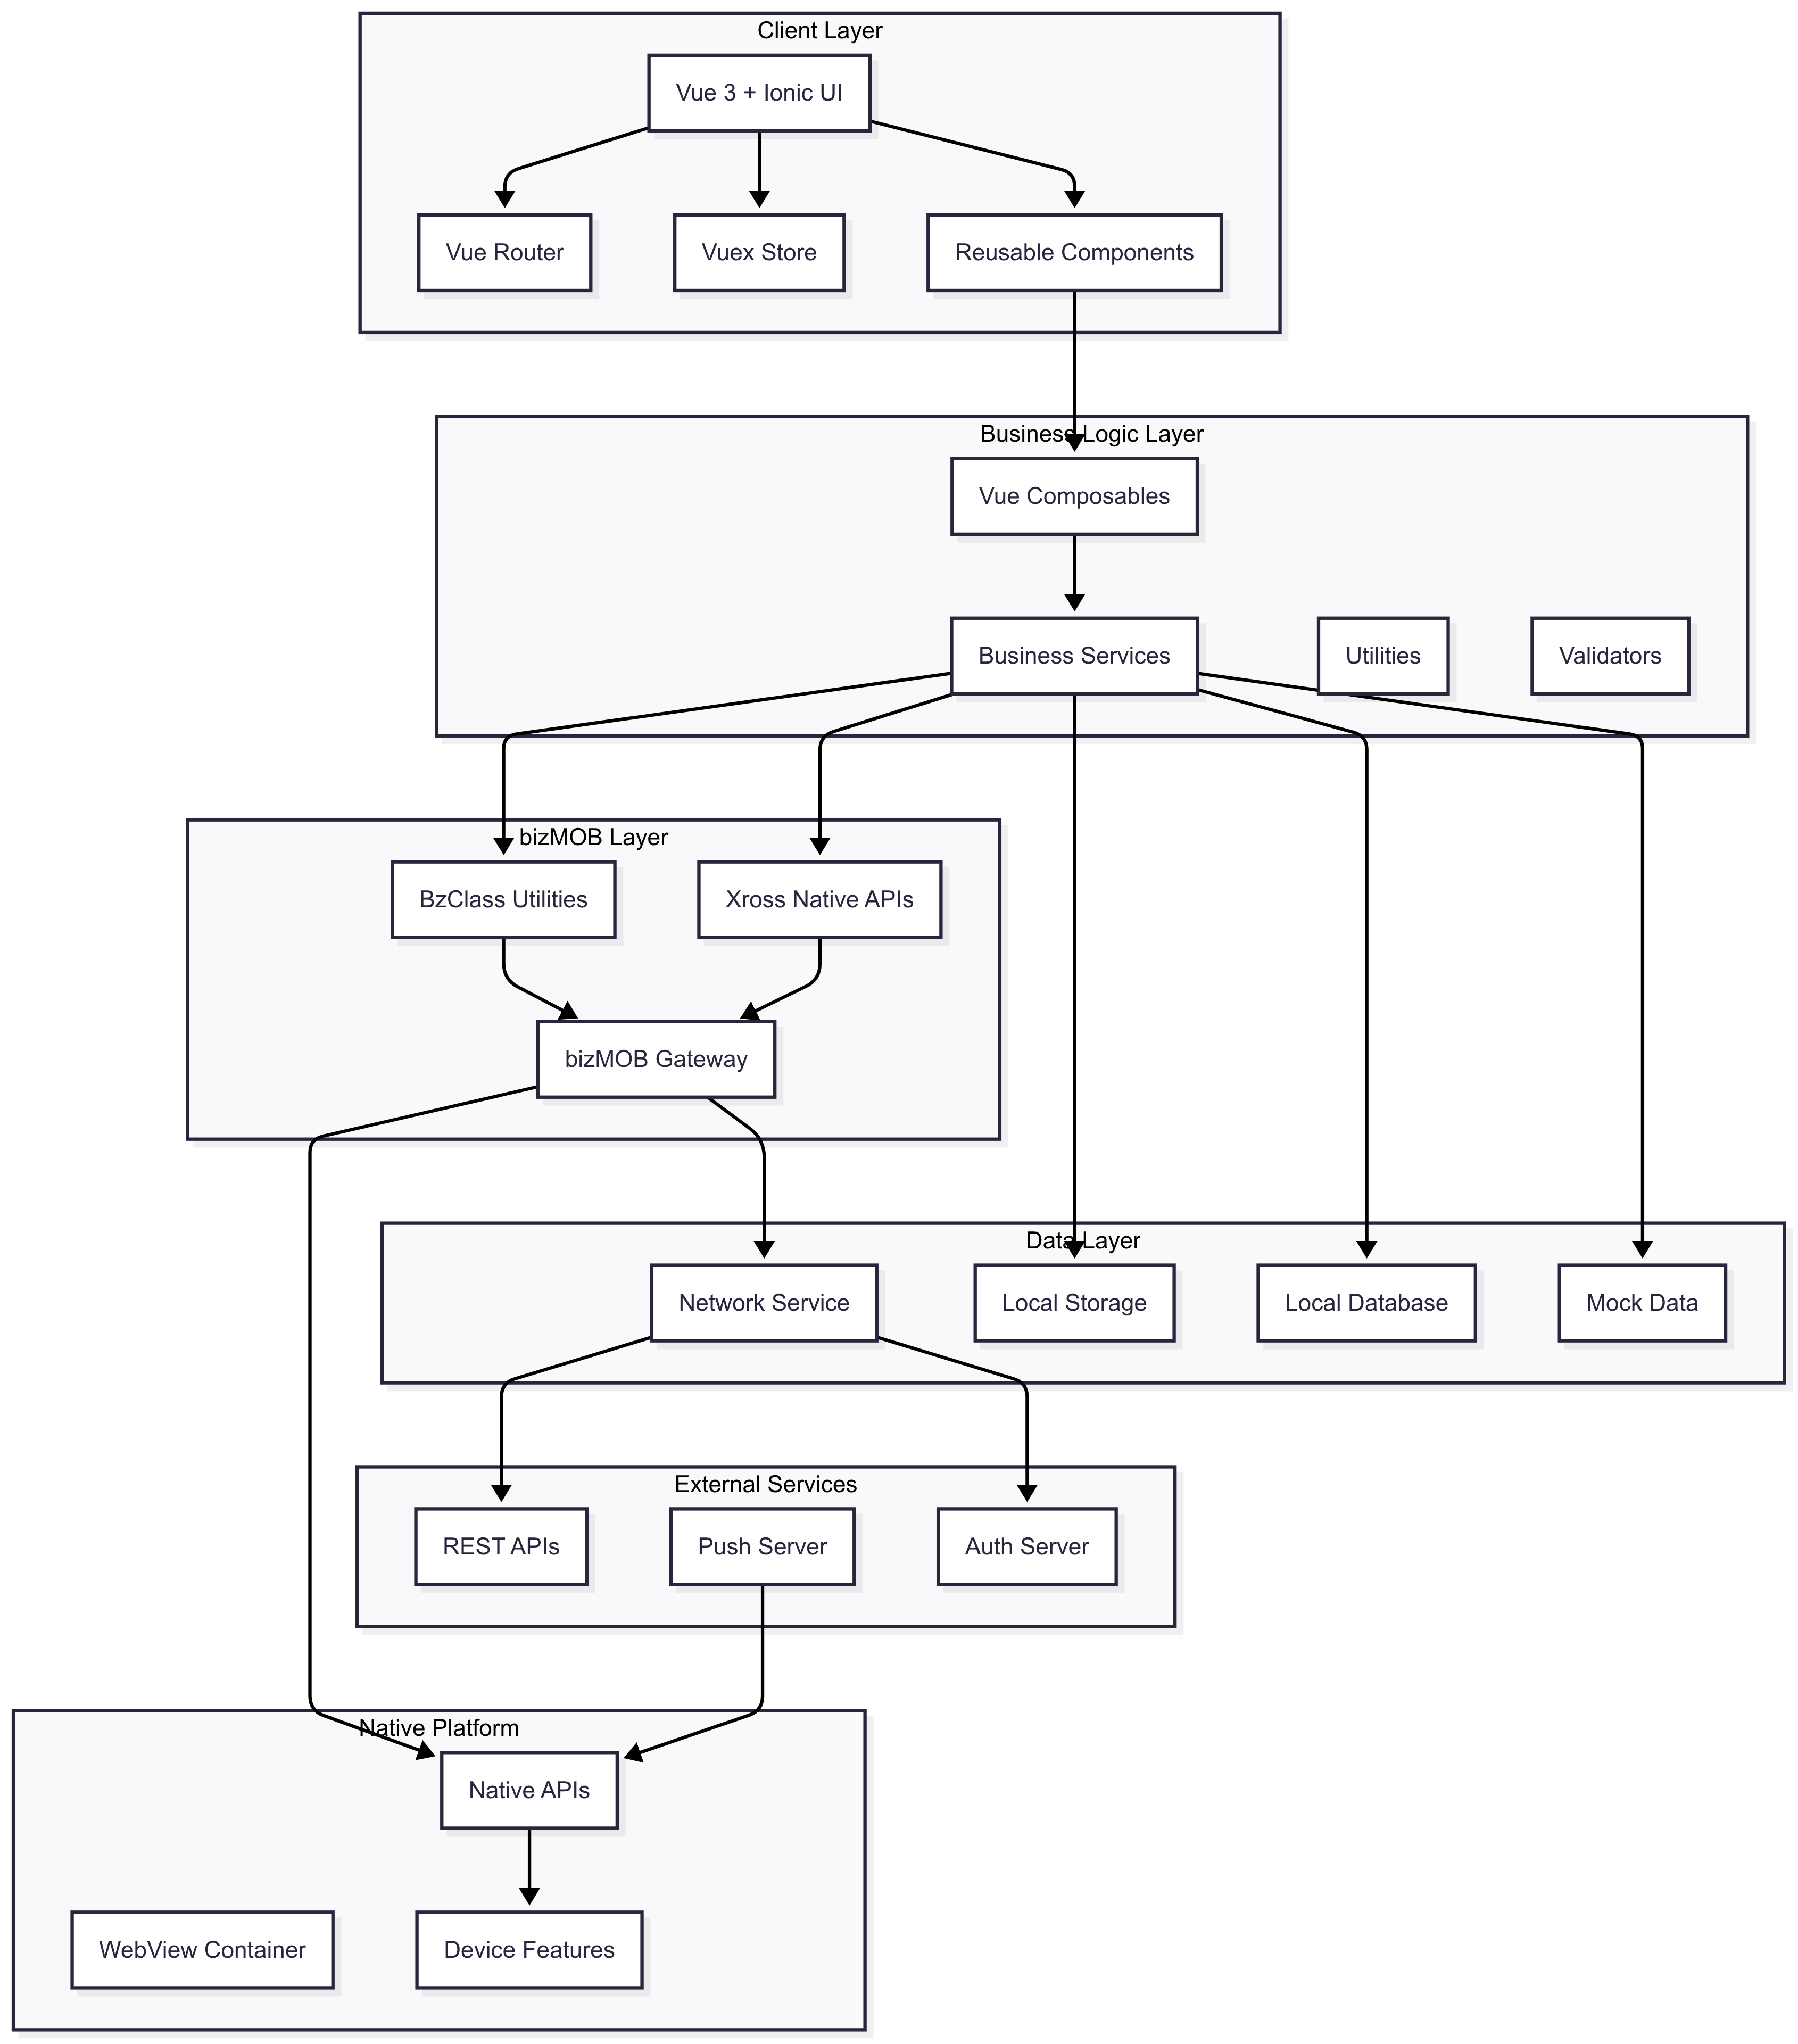 Client Layer
Vue 3 + Ionic UI
Vue Router
Vuex Store
Reusable Components
Business Logic Layer
Vue Composables
Business Services
Utilities
Validators
bizMOB Layer
BzClass Utilities
Xross Native APIs
bizMOB Gateway
Data Layer
Network Service
Local Storage
Local Database
Mock Data
External Services
REST APIs
Push Server
Auth Server
Native Platform
Native APIs
WebView Container
Device Features